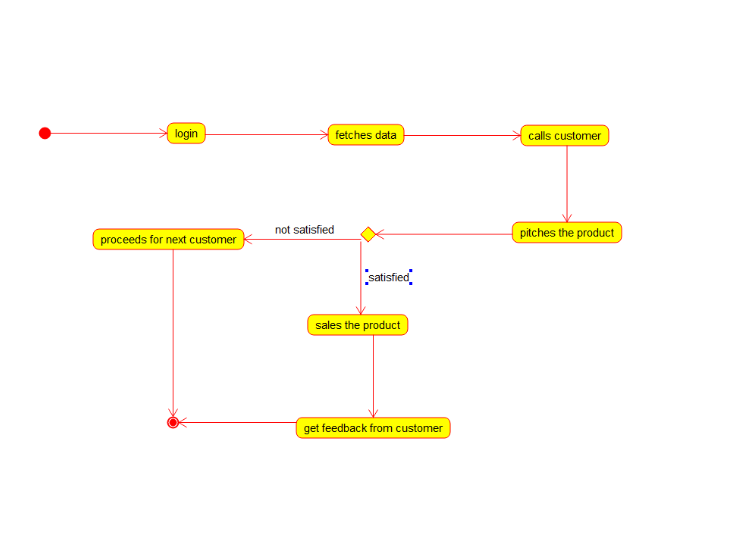 login
fetches data
calls customer
pitches the product
not satisfied
proceeds for next customer
satisfied
sales the product
get feedback from customer